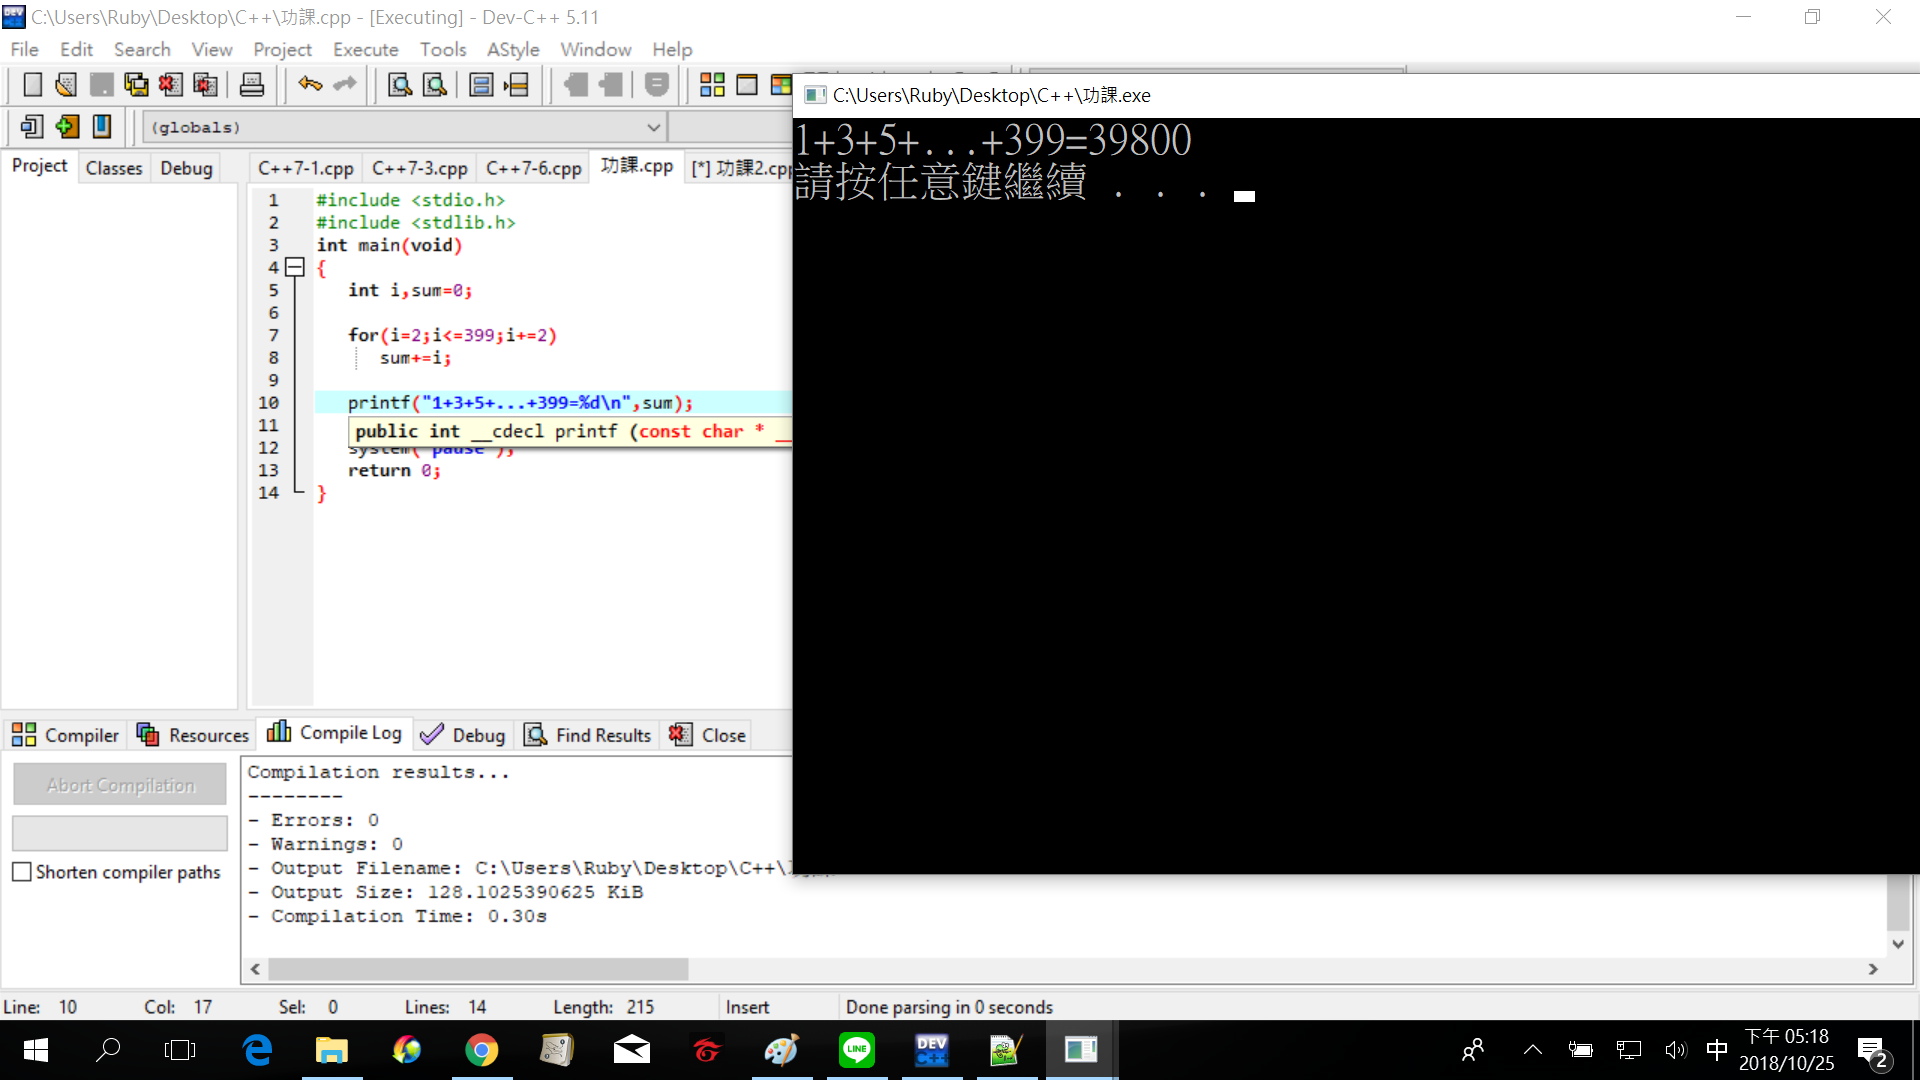 C:\Users\Ruby\Desktop\C++\功課.cpp - [Executing] - Dev-C++ 5.11
File Edit Search View Project Execute Tools AStyle Window Help
(globals)
Project Classes Debug
C++7-1.cpp C++7-3.cpp C++7-6.cpp 功課.cpp [*] 功課2.cpp
1 #include <stdio.h>
2 #include <stdlib.h>
3 int main(void)
4 {
5 int i,sum=0;
6
7 for(i=2;i<=399;i+=2)
8 sum+=i;
9
10 printf("1+3+5+...+399=%d\n",sum);
11 public int __cdecl printf (const char * __
12 system("pause");
13 return 0;
14 }
C:\Users\Ruby\Desktop\C++\功課.exe
1+3+5+...+399=39800
請按任意鍵繼續 . . .
Compiler Resources Compile Log Debug Find Results Close
Abort Compilation
Shorten compiler paths
Compilation results...
--------
- Errors: 0
- Warnings: 0
- Output Filename: C:\Users\Ruby\Desktop\C++\
- Output Size: 128.1025390625 KiB
- Compilation Time: 0.30s
Line: 10 Col: 17 Sel: 0 Lines: 14 Length: 215 Insert Done parsing in 0 seconds
DEV C++
LINE
DEV C++
中
下午 05:18
2018/10/25
2